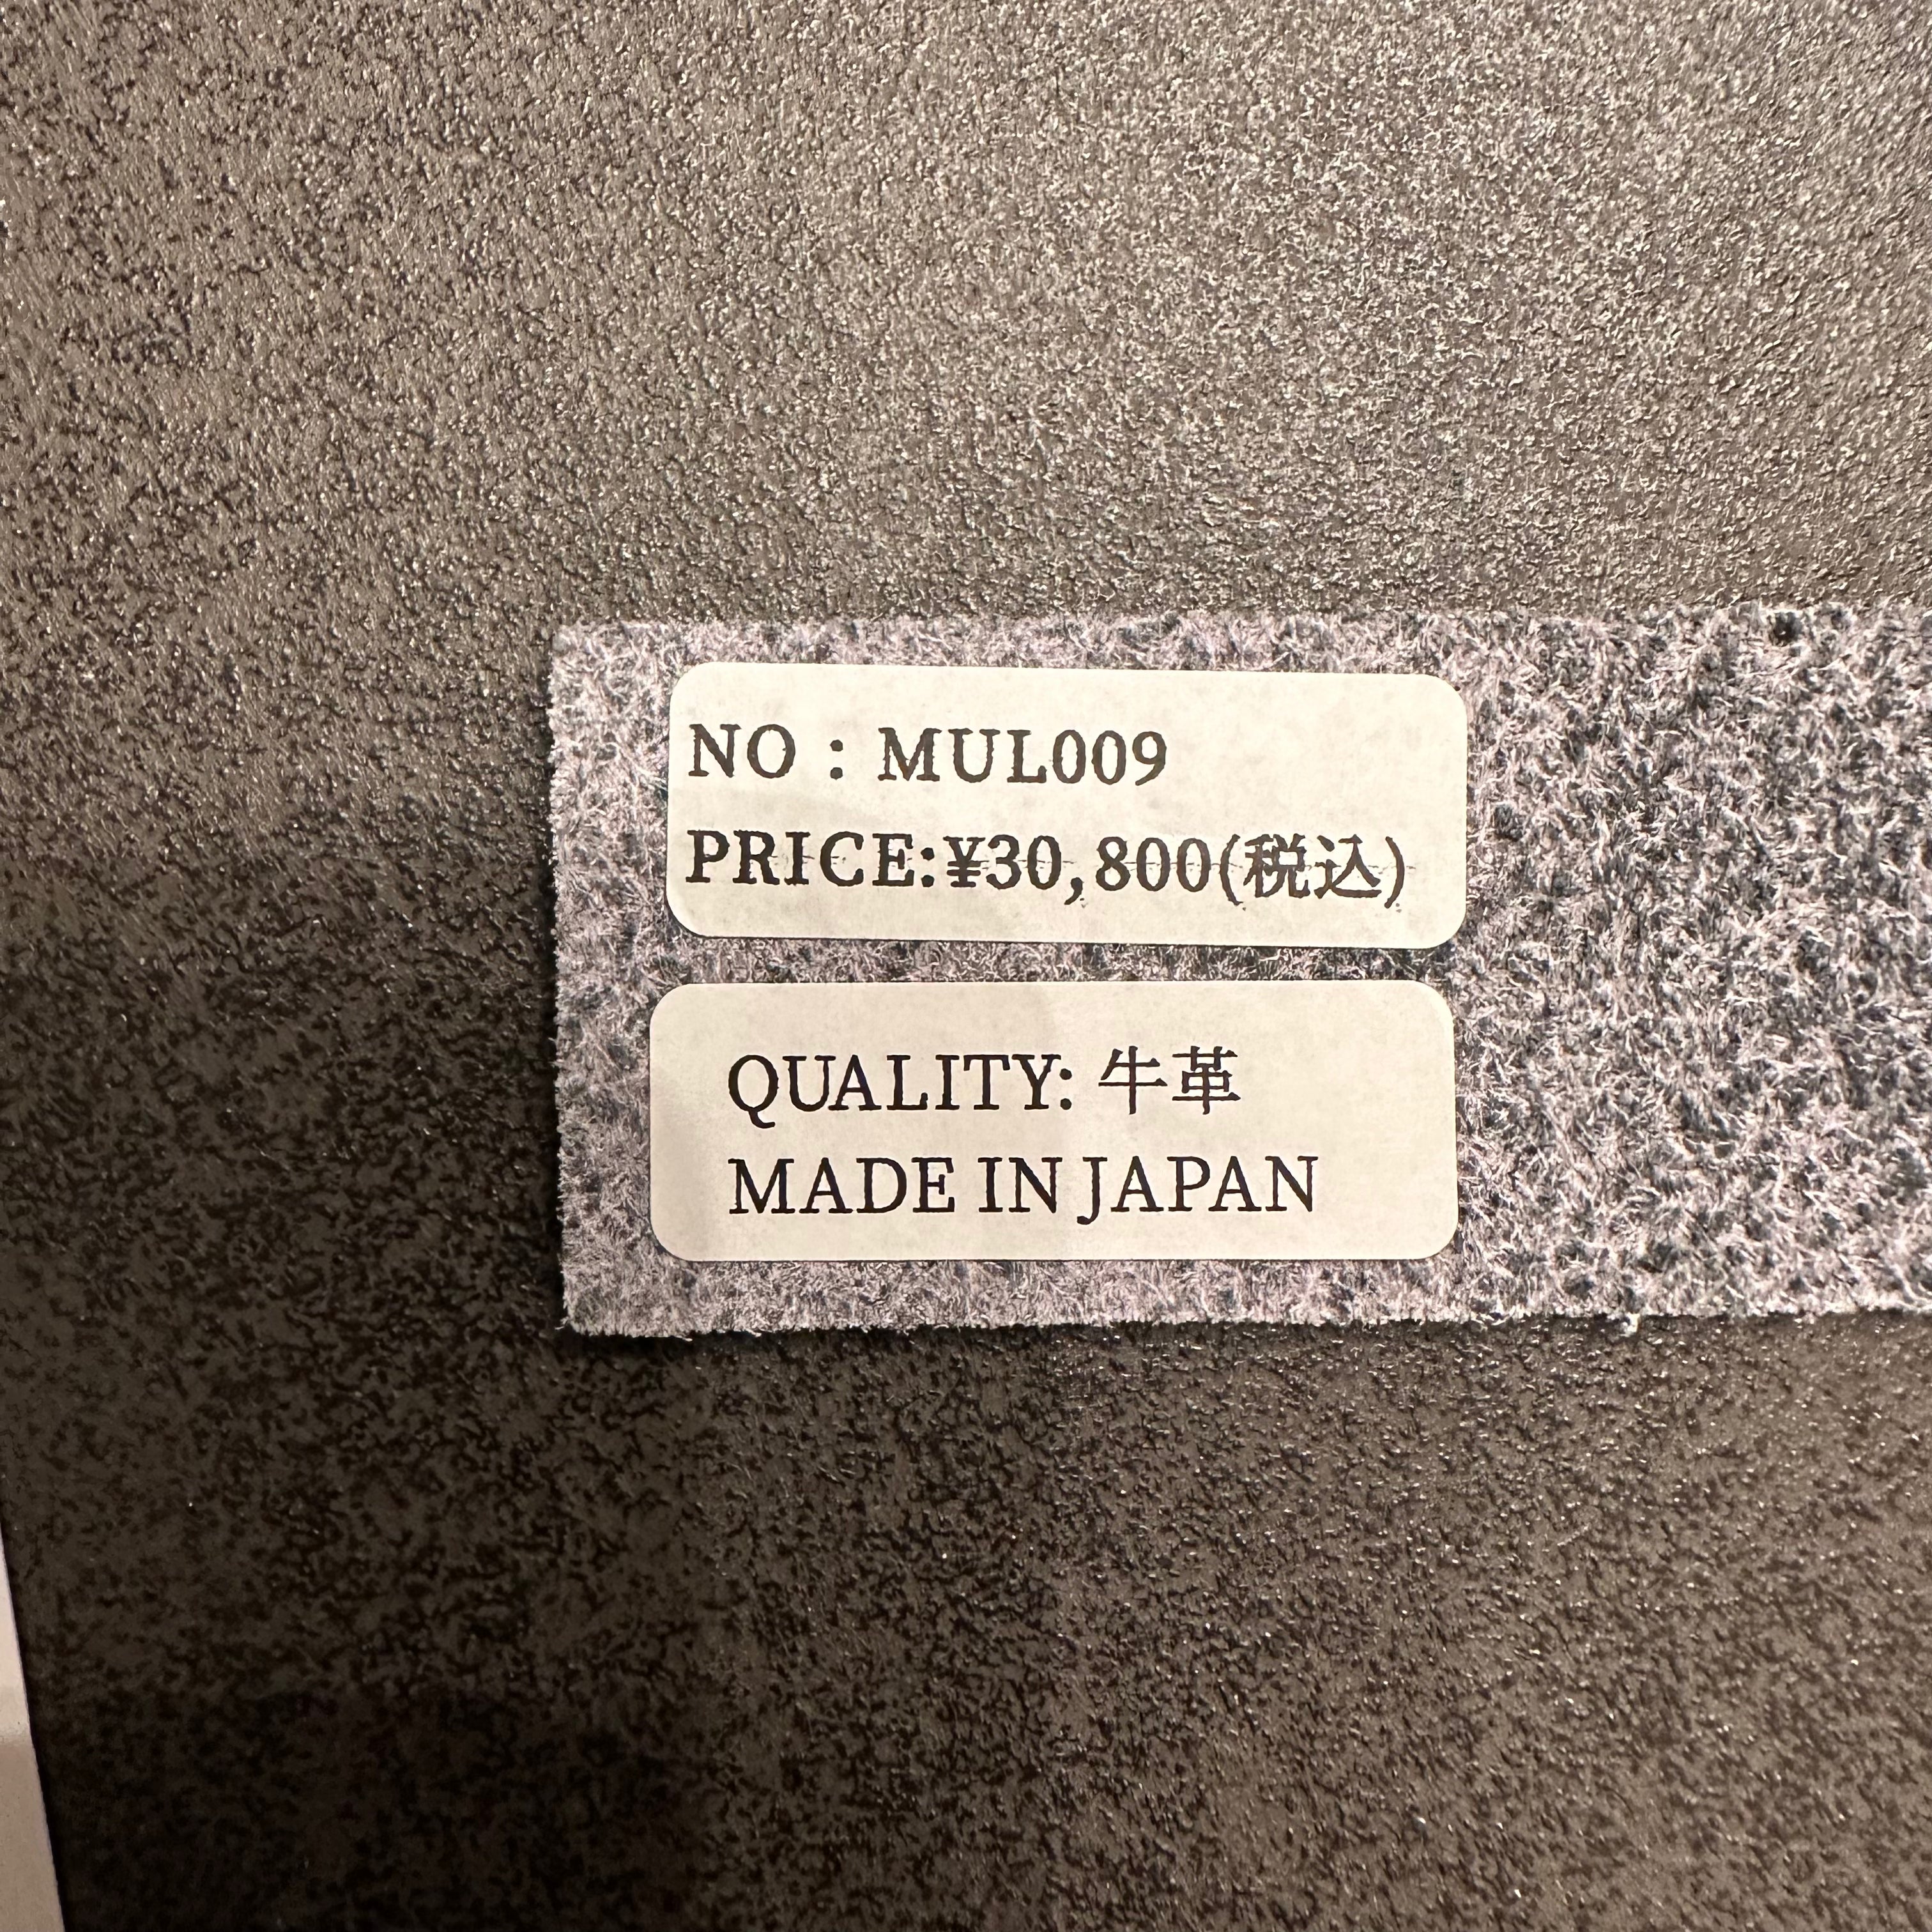 NO : MUL009
PRICE:¥30,800(税込)
QUALITY: 牛革
MADE IN JAPAN